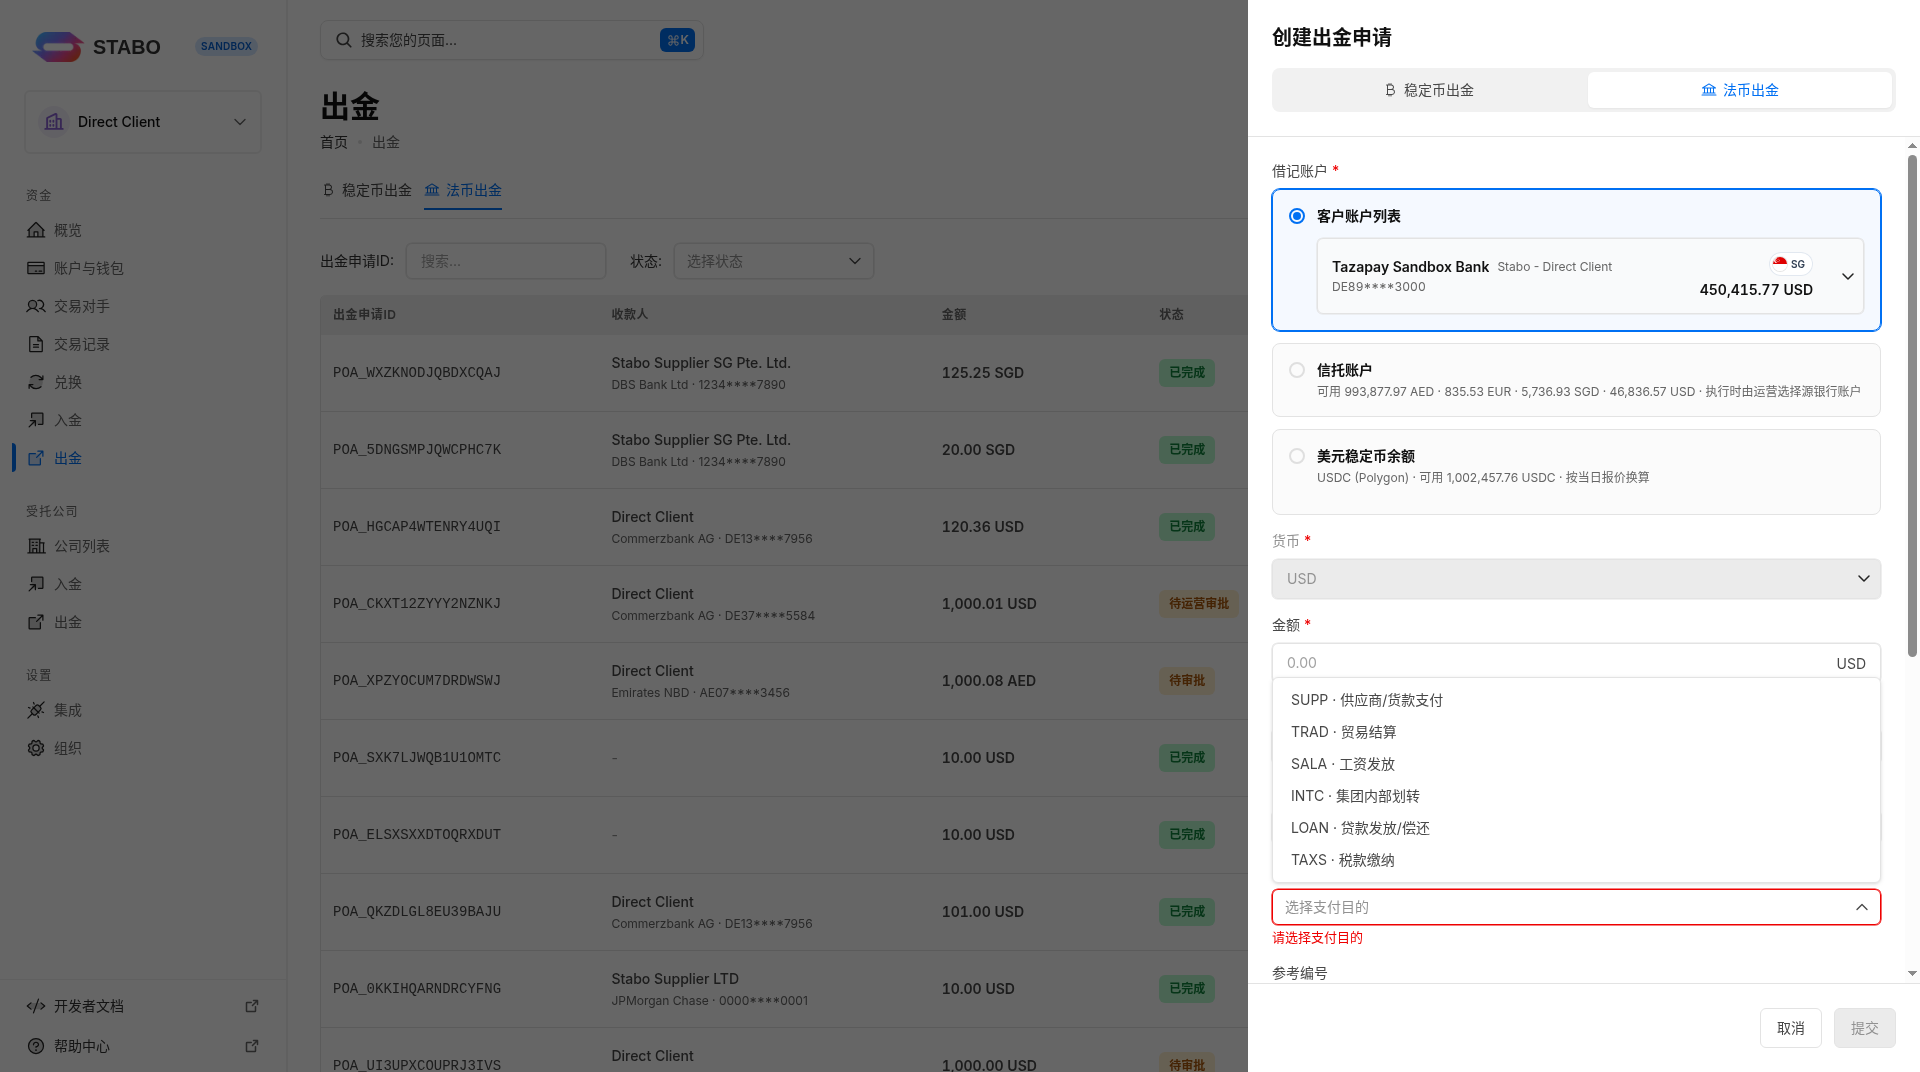 STABO
SANDBOX
Direct Client
资金
概览
账户与钱包
交易对手
交易记录
兑换
入金
出金
受托公司
公司列表
入金
出金
设置
集成
组织
开发者文档
帮助中心
搜索您的页面...
⌘K
出金
首页 • 出金
稳定币出金
法币出金
出金申请ID:
搜索...
状态:
选择状态
出金申请ID 收款人 金额 状态
POA_WXZKNODJQBDXCQAJ
Stabo Supplier SG Pte. Ltd.
DBS Bank Ltd · 1234****7890
125.25 SGD
已完成
POA_5DNGSMPJQWCPHC7K
Stabo Supplier SG Pte. Ltd.
DBS Bank Ltd · 1234****7890
20.00 SGD
已完成
POA_HGCAP4WTENRY4UQI
Direct Client
Commerzbank AG · DE13****7956
120.36 USD
已完成
POA_CKXT12ZYYY2NZNKJ
Direct Client
Commerzbank AG · DE37****5584
1,000.01 USD
待运营审批
POA_XPZYOCUM7DRDWSWJ
Direct Client
Emirates NBD · AE07****3456
1,000.08 AED
待审批
POA_SXK7LJWQB1U1OMTC
-
10.00 USD
已完成
POA_ELSXSXXDTOQRXDUT
-
10.00 USD
已完成
POA_QKZDLGL8EU39BAJU
Direct Client
Commerzbank AG · DE13****7956
101.00 USD
已完成
POA_0KKIHQARNDRCYFNG
Stabo Supplier LTD
JPMorgan Chase · 0000****0001
10.00 USD
已完成
POA_UI3UPXCOUPRJ3IVS
Direct Client
1,000.00 USD
待审批
创建出金申请
稳定币出金
法币出金
借记账户 *
客户账户列表
Tazapay Sandbox Bank Stabo - Direct Client
DE89****3000
SG
450,415.77 USD
信托账户
可用 993,877.97 AED · 835.53 EUR · 5,736.93 SGD · 46,836.57 USD · 执行时由运营选择源银行账户
美元稳定币余额
USDC (Polygon) · 可用 1,002,457.76 USDC · 按当日报价换算
货币 *
USD
金额 *
0.00
USD
SUPP · 供应商/货款支付
TRAD · 贸易结算
SALA · 工资发放
INTC · 集团内部划转
LOAN · 贷款发放/偿还
TAXS · 税款缴纳
选择支付目的
请选择支付目的
参考编号
取消
提交